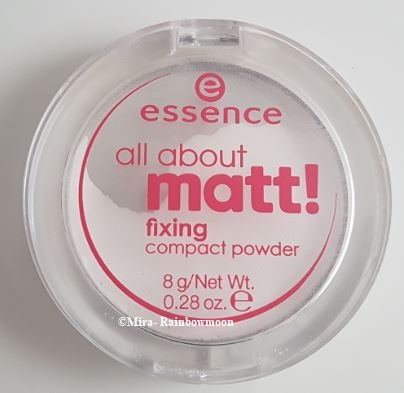 essence
all about
matt!
fixing
compact powder
8 g/Net Wt.
0.28 oz. ℮
©Mira- Rainbowmoon